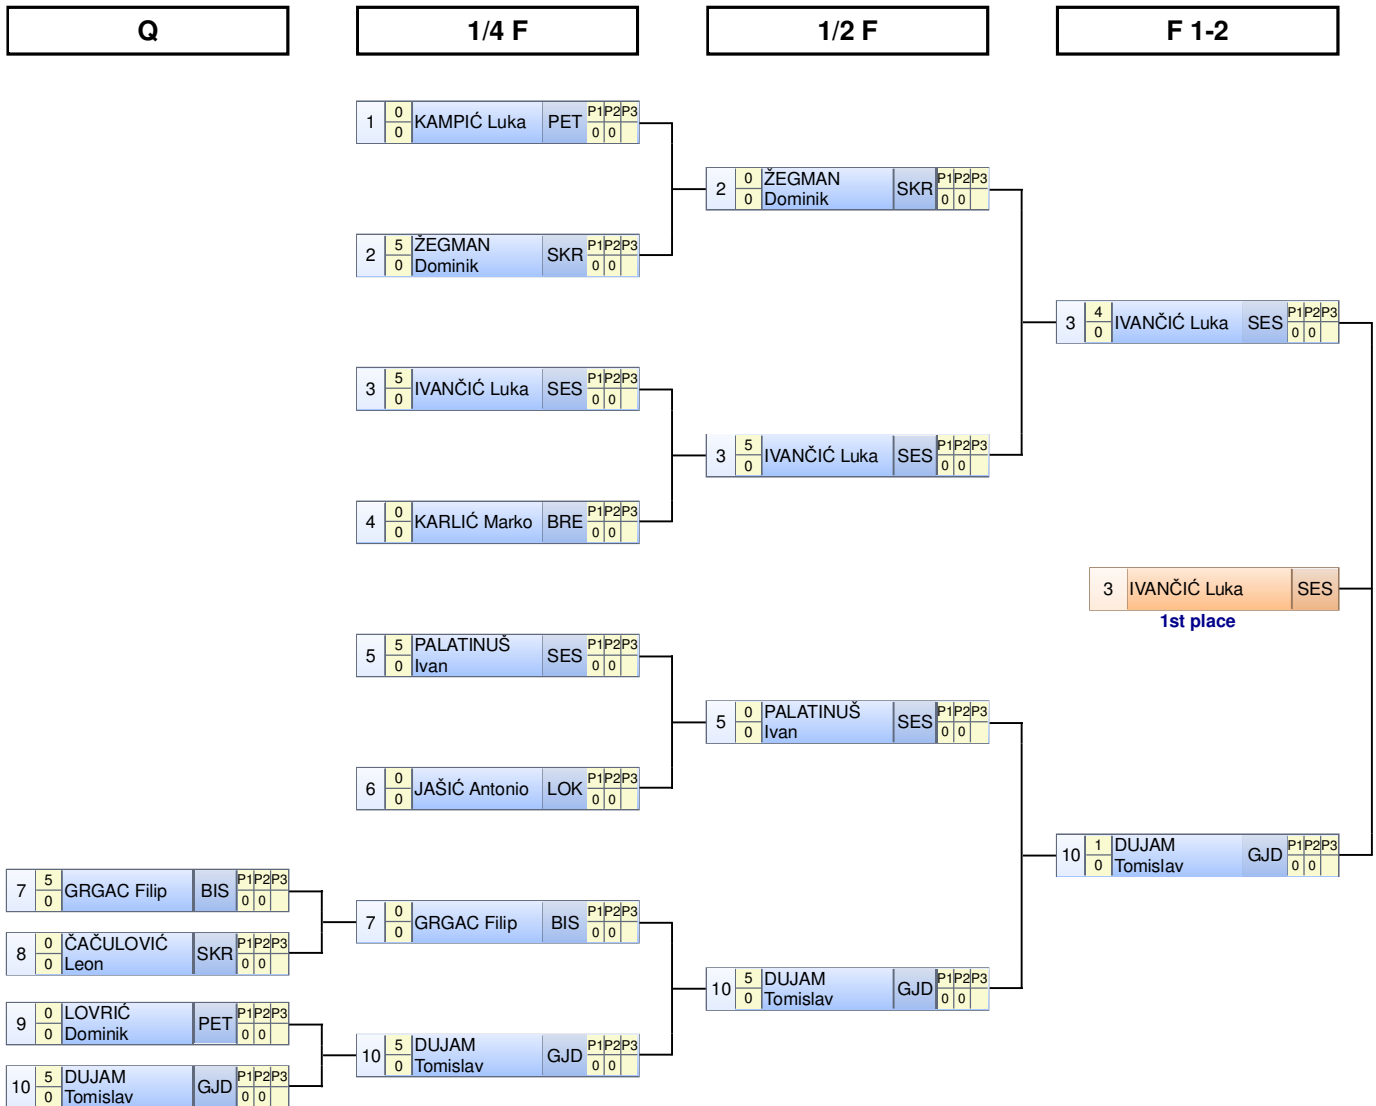 Q
1/4 F
1/2 F
F 1-2
1 0 0 KAMPIĆ Luka PET P1 P2 P3 0 0
2 5 0 ŽEGMAN Dominik SKR P1 P2 P3 0 0
3 5 0 IVANČIĆ Luka SES P1 P2 P3 0 0
4 0 0 KARLIĆ Marko BRE P1 P2 P3 0 0
5 5 0 PALATINUŠ Ivan SES P1 P2 P3 0 0
6 0 0 JAŠIĆ Antonio LOK P1 P2 P3 0 0
7 5 0 GRGAC Filip BIS P1 P2 P3 0 0
8 0 0 ČAČULOVIĆ Leon SKR P1 P2 P3 0 0
9 0 0 LOVRIĆ Dominik PET P1 P2 P3 0 0
10 5 0 DUJAM Tomislav GJD P1 P2 P3 0 0
7 0 0 GRGAC Filip BIS P1 P2 P3 0 0
10 5 0 DUJAM Tomislav GJD P1 P2 P3 0 0
2 0 0 ŽEGMAN Dominik SKR P1 P2 P3 0 0
3 5 0 IVANČIĆ Luka SES P1 P2 P3 0 0
5 0 0 PALATINUŠ Ivan SES P1 P2 P3 0 0
10 5 0 DUJAM Tomislav GJD P1 P2 P3 0 0
3 4 0 IVANČIĆ Luka SES P1 P2 P3 0 0
10 1 0 DUJAM Tomislav GJD P1 P2 P3 0 0
3 IVANČIĆ Luka SES
1st place